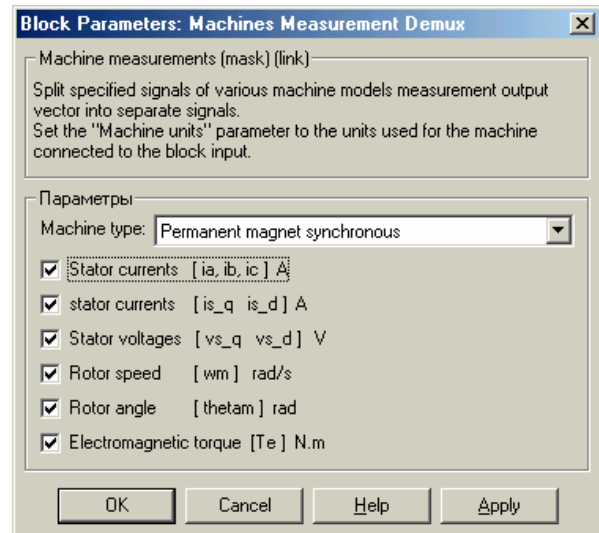 Block Parameters: Machines Measurement Demux
Machine measurements (mask) (link)
Split specified signals of various machine models measurement output
vector into separate signals.
Set the "Machine units" parameter to the units used for the machine
connected to the block input.
Параметры
Machine type: Permanent magnet synchronous
Stator currents [ ia, ib, ic ] A
stator currents [ is_q is_d ] A
Stator voltages [ vs_q vs_d ] V
Rotor speed [ wm ] rad/s
Rotor angle [ thetam ] rad
Electromagnetic torque [Te ] N.m
OK Cancel Help Apply